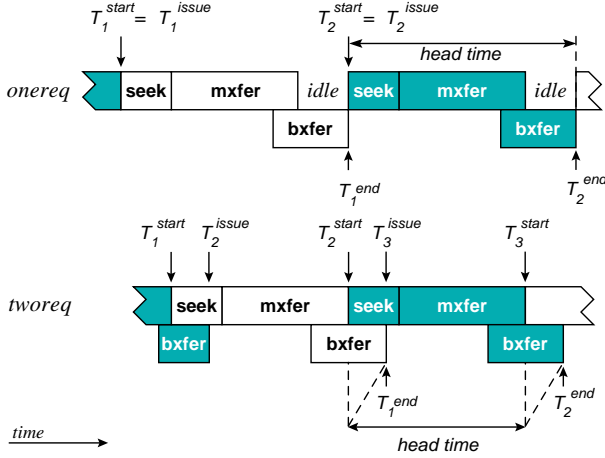 T1start = T1issue
T2start = T2issue
head time
onereq
seek
mxfer
idle
seek
mxfer
idle
bxfer
bxfer
T1end
T2end
T1start
T2issue
T2start
T3issue
T3start
tworeq
seek
mxfer
seek
mxfer
bxfer
bxfer
bxfer
T1end
T2end
time
head time